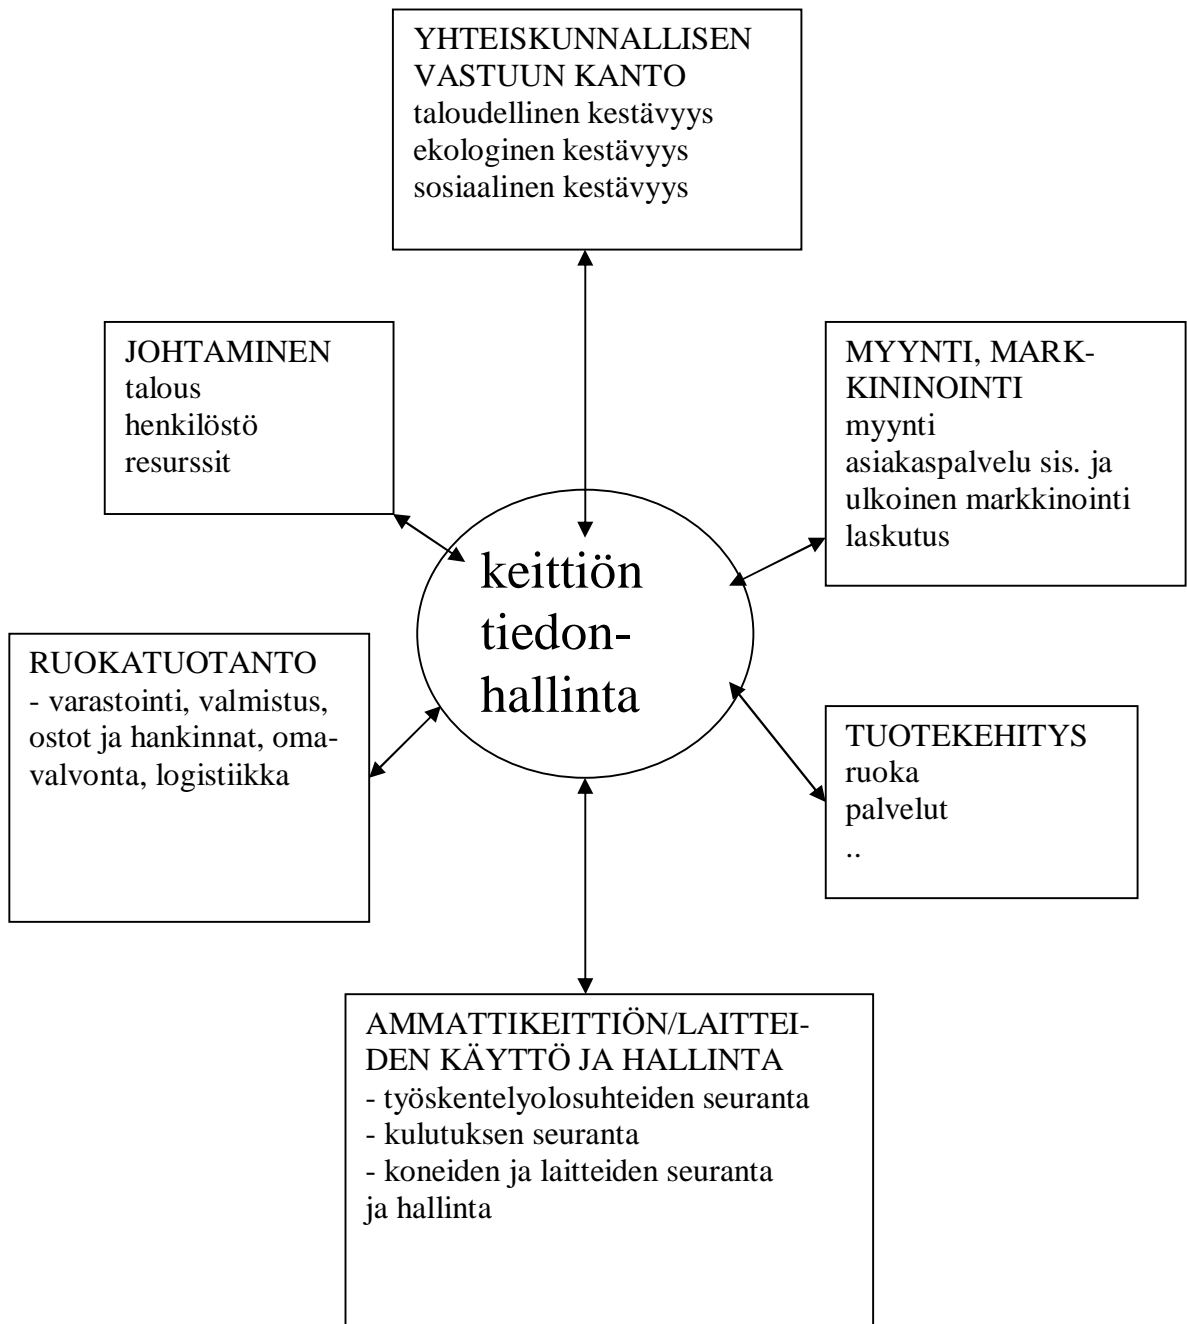 YHTEISKUNNALLISEN
VASTUUN KANTO
taloudellinen kestävyys
ekologinen kestävyys
sosiaalinen kestävyys
JOHTAMINEN
talous
henkilöstö
resurssit
MYYNTI, MARK-
KININOINTI
myynti
asiakaspalvelu sis. ja
ulkoinen markkinointi
laskutus
keittiön
tiedon-
hallinta
RUOKATUOTANTO
- varastointi, valmistus,
ostot ja hankinnat, oma-
valvonta, logistiikka
TUOTEKEHITYS
ruoka
palvelut
..
AMMATTIKEITTIÖN/LAITTEI-
DEN KÄYTTÖ JA HALLINTA
- työskentelyolosuhteiden seuranta
- kulutuksen seuranta
- koneiden ja laitteiden seuranta
ja hallinta